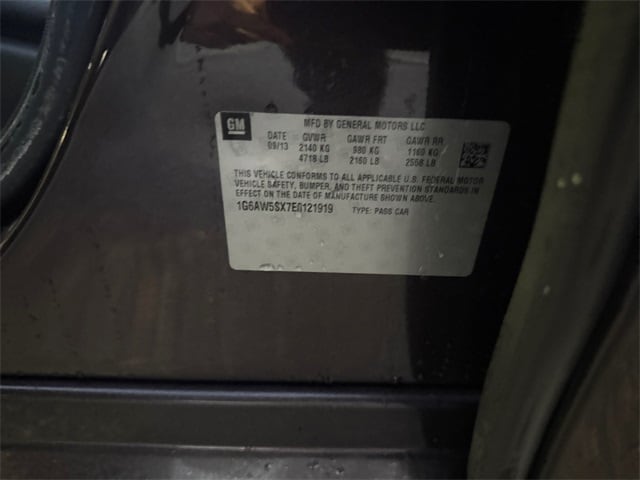 GM
MFD BY GENERAL MOTORS LLC
DATE GVWR GAWR FRT GAWR RR
09/13 2140 KG 980 KG 1160 KG
4718 LB 2160 LB 2558 LB
THIS VEHICLE CONFORMS TO ALL APPLICABLE U.S. FEDERAL MOTOR
VEHICLE SAFETY, BUMPER, AND THEFT PREVENTION STANDARDS IN
EFFECT ON THE DATE OF MANUFACTURE SHOWN ABOVE.
1G6AW5SX7E0121919 TYPE: PASS CAR